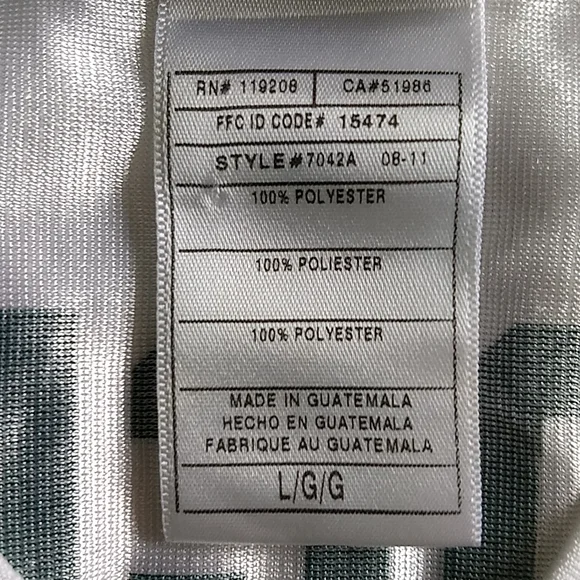 RN# 119208 CA#51986
FFC ID CODE# 15474
STYLE#7042A 08-11
100% POLYESTER
100% POLIESTER
100% POLYESTER
MADE IN GUATEMALA
HECHO EN GUATEMALA
FABRIQUE AU GUATEMALA
L/G/G